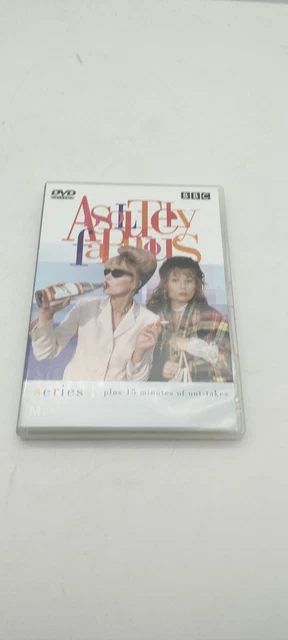 DVD
BBC
AbSoLUTEly
fabulous
series
plus 15 minutes of out-takes